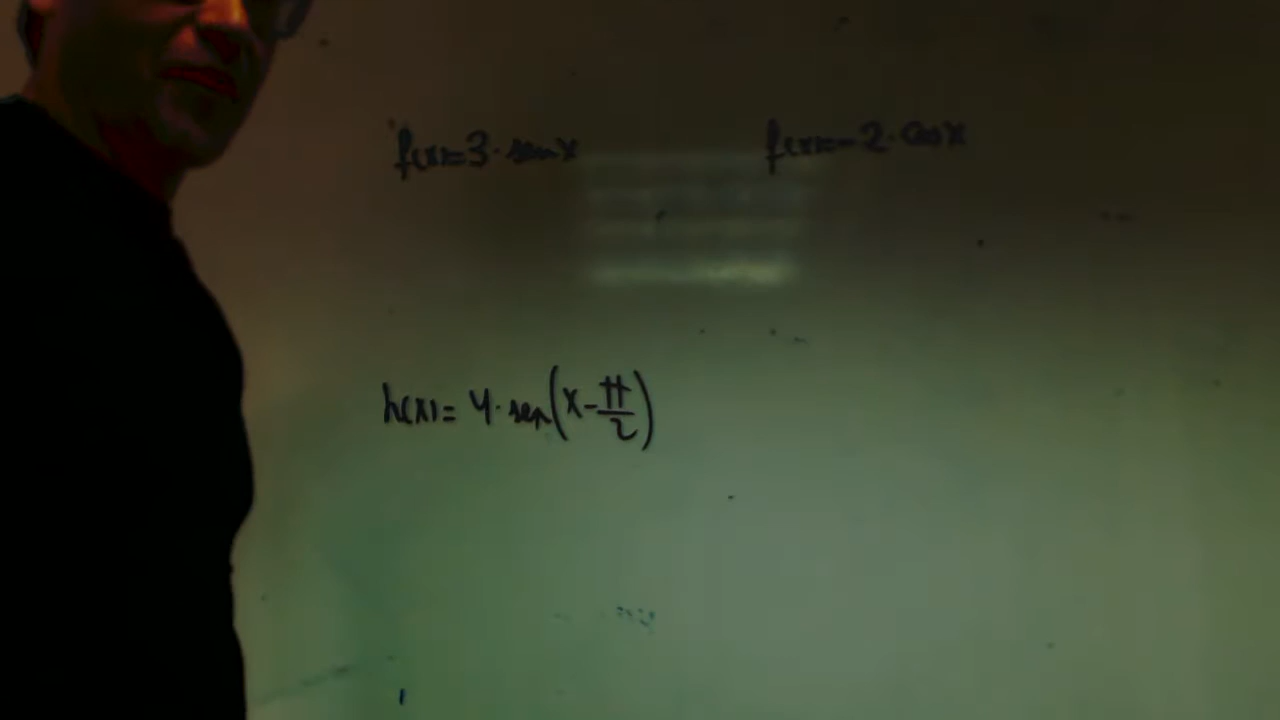 f(x)=3·sen x
f(x)=-2·cos x
h(x)=4·sen(x-π/2)